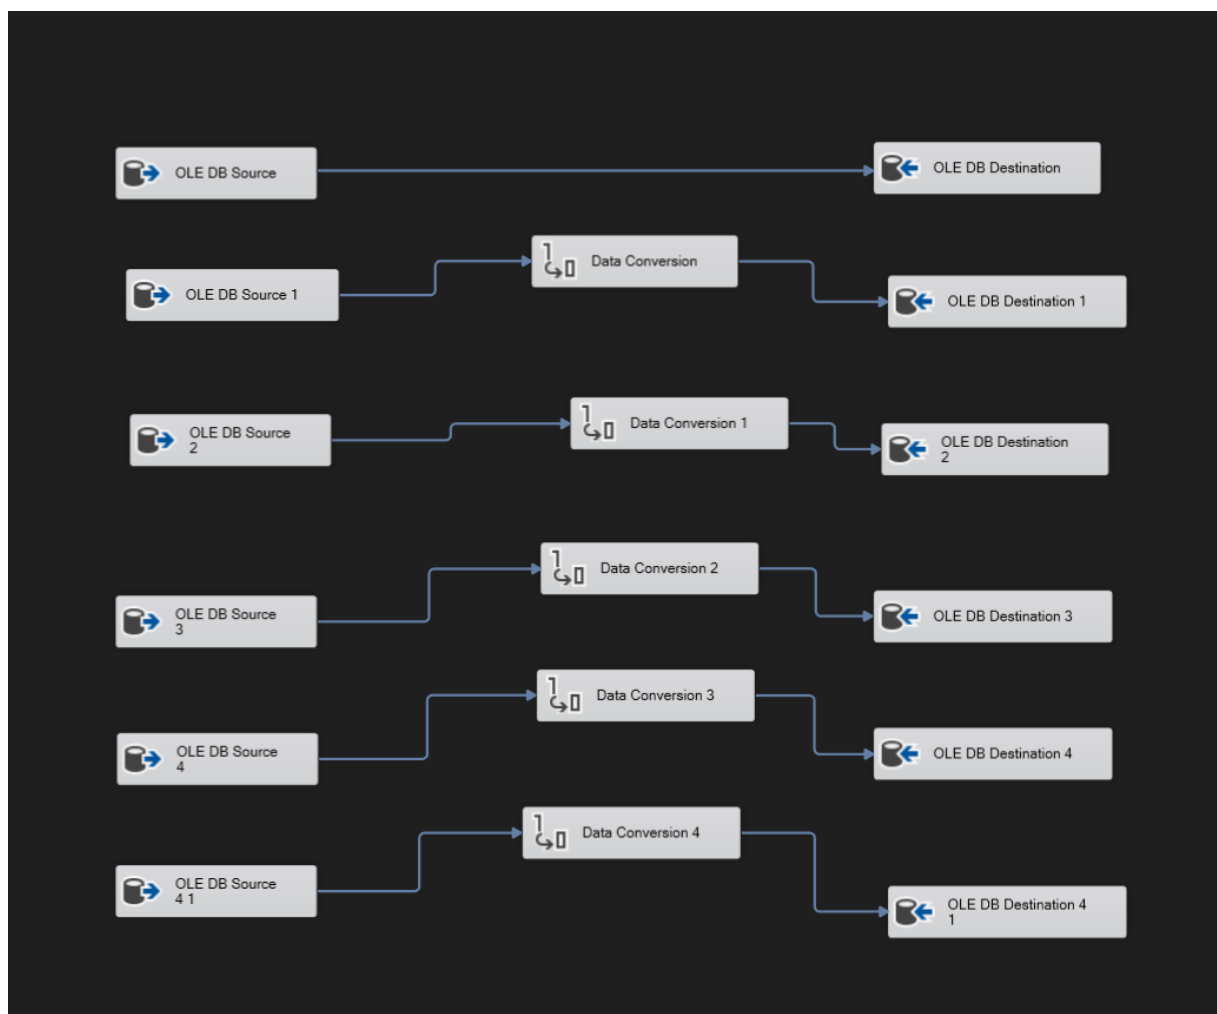 OLE DB Source
OLE DB Destination
Data Conversion
OLE DB Source 1
OLE DB Destination 1
Data Conversion 1
OLE DB Source
2
OLE DB Destination
2
Data Conversion 2
OLE DB Source
3
OLE DB Destination 3
Data Conversion 3
OLE DB Source
4
OLE DB Destination 4
Data Conversion 4
OLE DB Source
4 1
OLE DB Destination 4
1